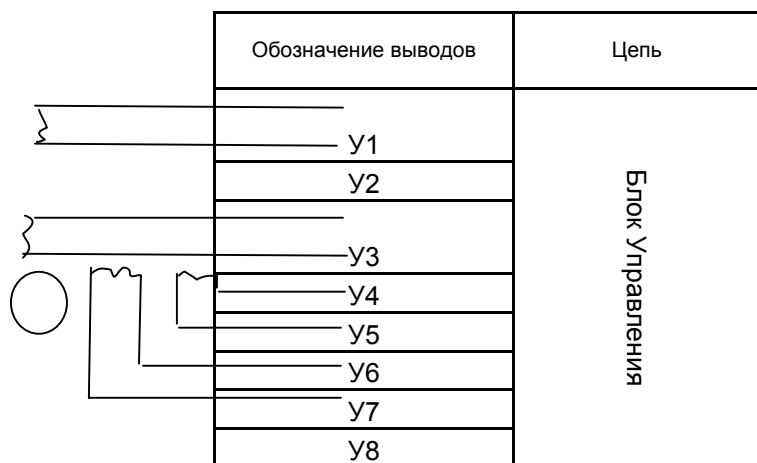 Обозначение выводов
Цепь
У1
У2
У3
У4
У5
У6
У7
У8
Блок Управления